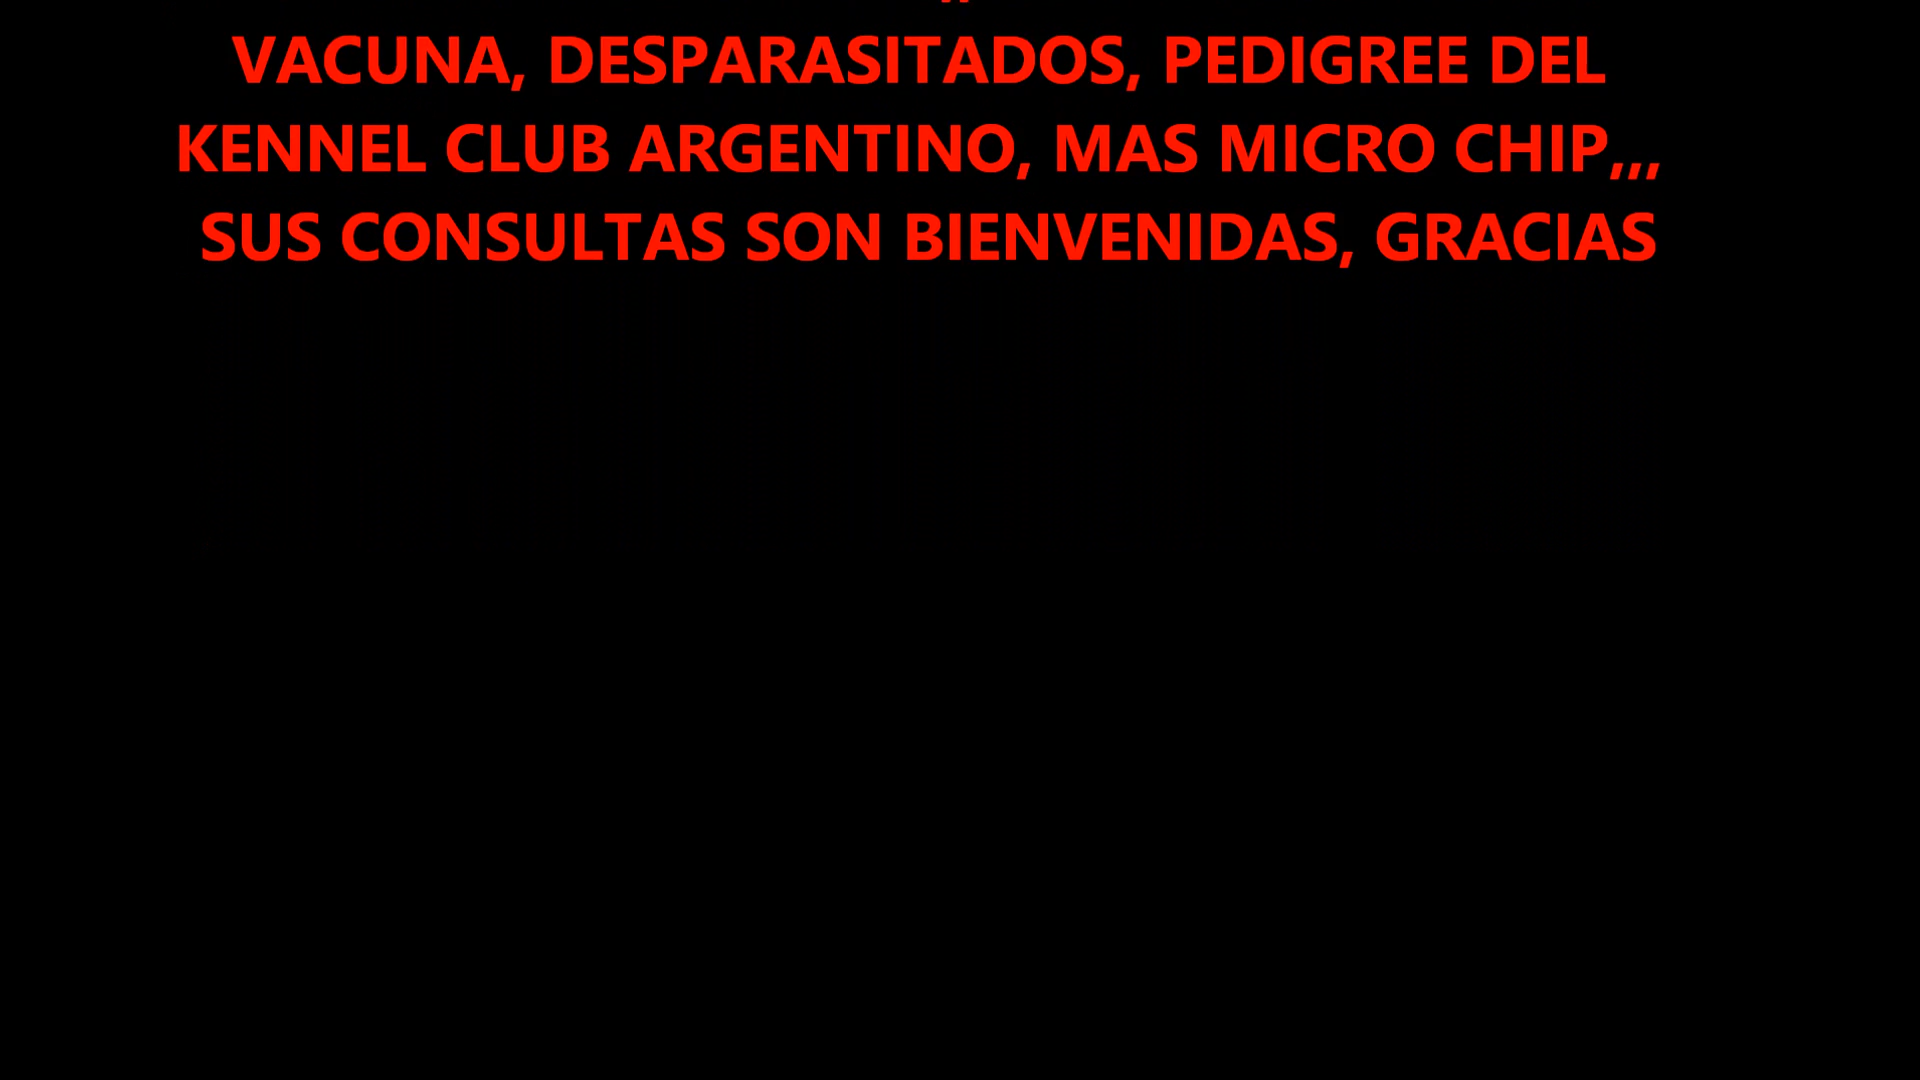 VACUNA, DESPARASITADOS, PEDIGREE DEL
KENNEL CLUB ARGENTINO, MAS MICRO CHIP,,,
SUS CONSULTAS SON BIENVENIDAS, GRACIAS